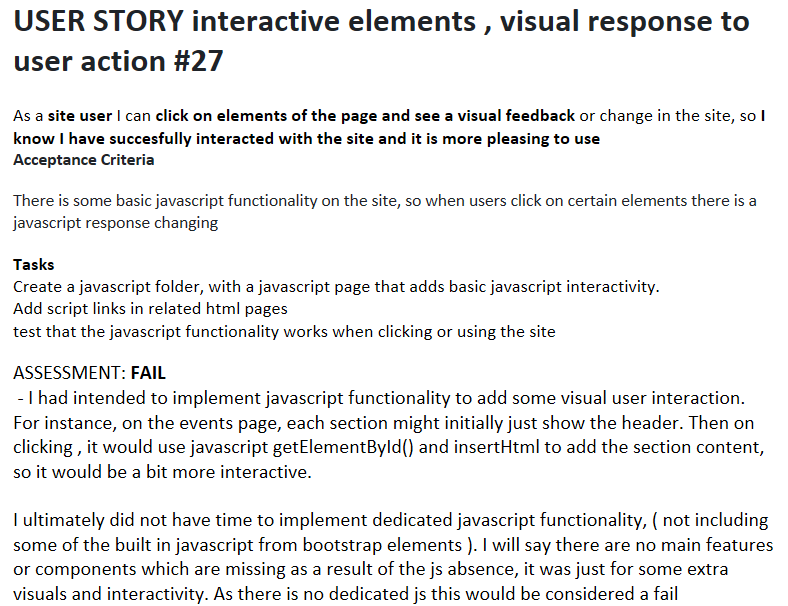 USER STORY interactive elements , visual response to
user action #27
As a site user I can click on elements of the page and see a visual feedback or change in the site, so I
know I have succesfully interacted with the site and it is more pleasing to use
Acceptance Criteria
There is some basic javascript functionality on the site, so when users click on certain elements there is a
javascript response changing
Tasks
Create a javascript folder, with a javascript page that adds basic javascript interactivity.
Add script links in related html pages
test that the javascript functionality works when clicking or using the site
ASSESSMENT: FAIL
- I had intended to implement javascript functionality to add some visual user interaction.
For instance, on the events page, each section might initially just show the header. Then on
clicking , it would use javascript getElementById() and insertHtml to add the section content,
so it would be a bit more interactive.
I ultimately did not have time to implement dedicated javascript functionality, ( not including
some of the built in javascript from bootstrap elements ). I will say there are no main features
or components which are missing as a result of the js absence, it was just for some extra
visuals and interactivity. As there is no dedicated js this would be considered a fail